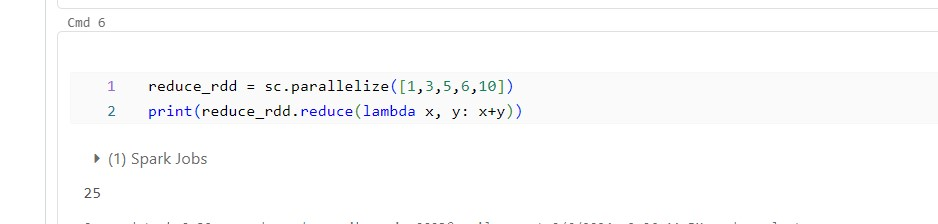 Cmd 6
1 reduce_rdd = sc.parallelize([1,3,5,6,10])
2 print(reduce_rdd.reduce(lambda x, y: x+y))
(1) Spark Jobs
25